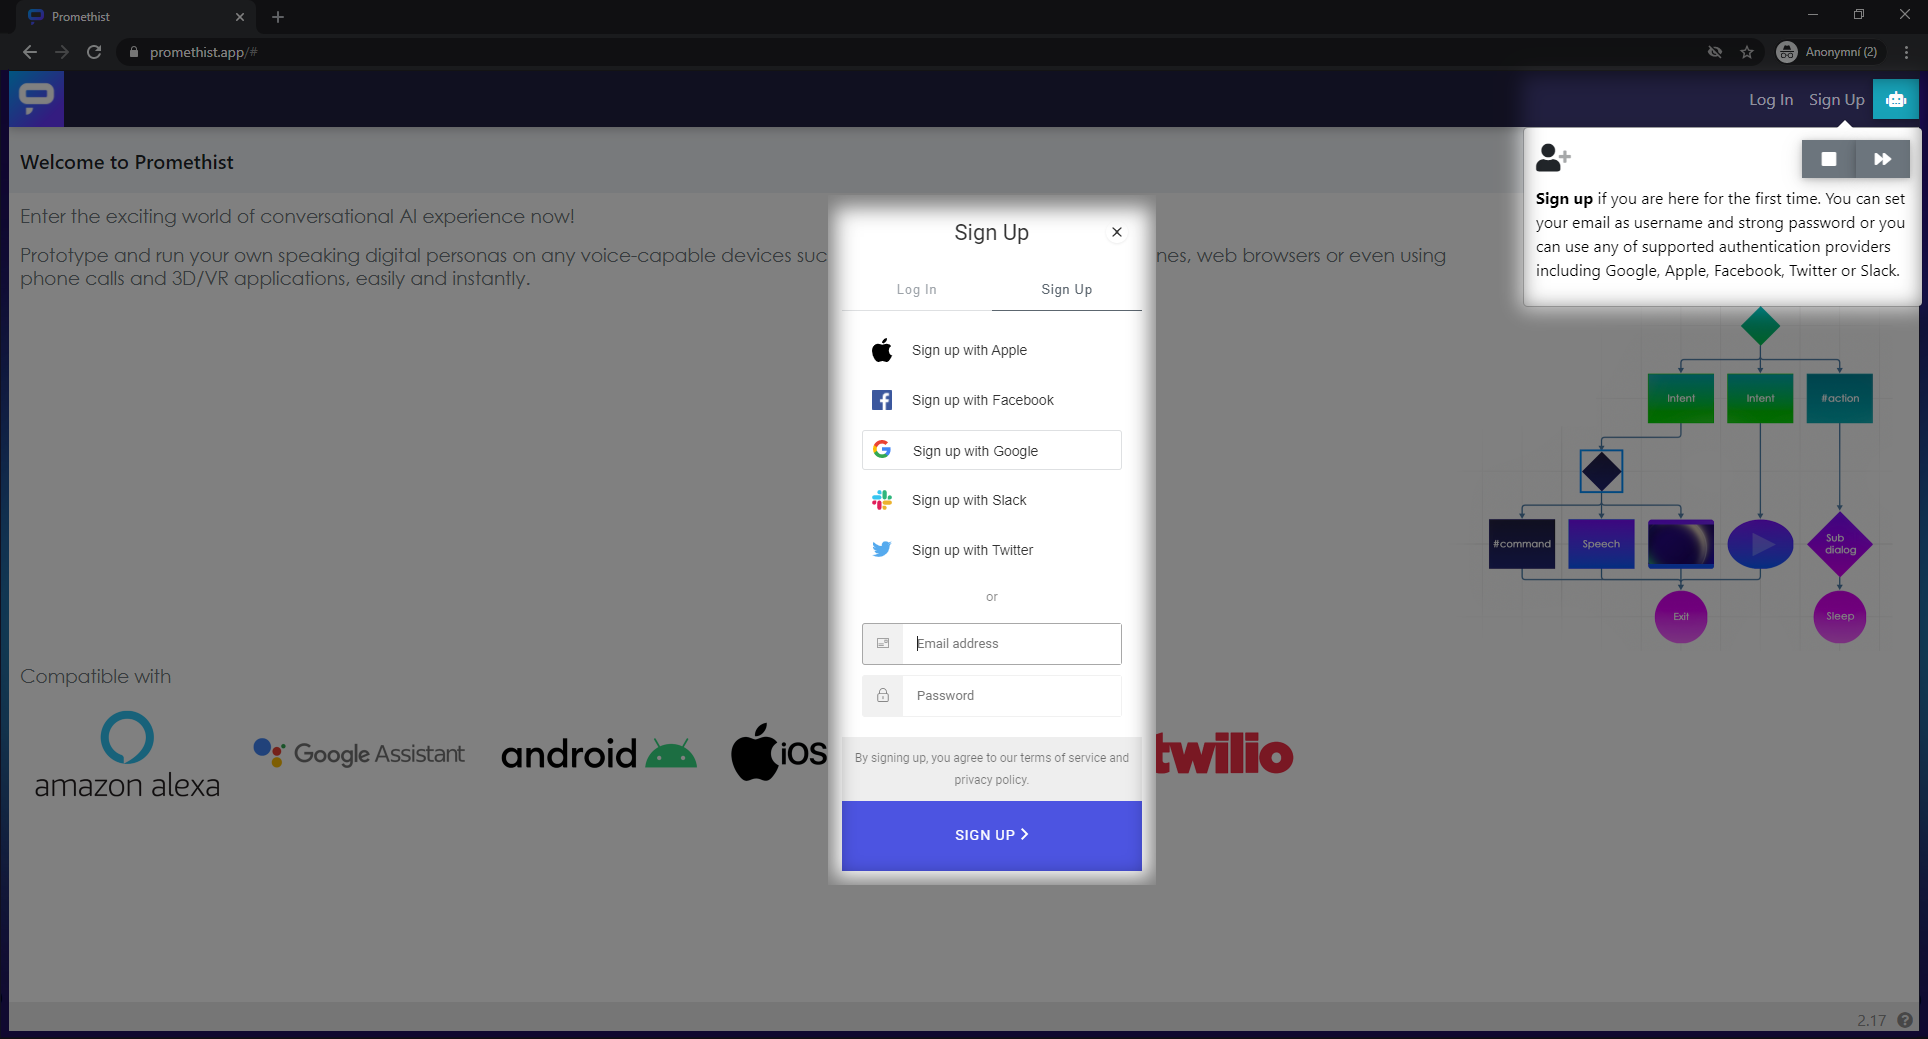 Promethist
promethist.app/#
Anonymní (2)
Log In
Sign Up
Welcome to Promethist
Sign up if you are here for the first time. You can set
your email as username and strong password or you
can use any of supported authentication providers
including Google, Apple, Facebook, Twitter or Slack.
Enter the exciting world of conversational AI experience now!
Prototype and run your own speaking digital personas on any voice-capable devices suc
nes, web browsers or even using
phone calls and 3D/VR applications, easily and instantly.
Sign Up
Log In
Sign Up
Sign up with Apple
Sign up with Facebook
Sign up with Google
Sign up with Slack
Sign up with Twitter
or
Email address
Password
By signing up, you agree to our terms of service and
privacy policy.
SIGN UP
Intent
Intent
#action
#command
Speech
Sub
dialog
Exit
Sleep
Compatible with
amazon alexa
Google Assistant
android
iOS
twilio
2.17